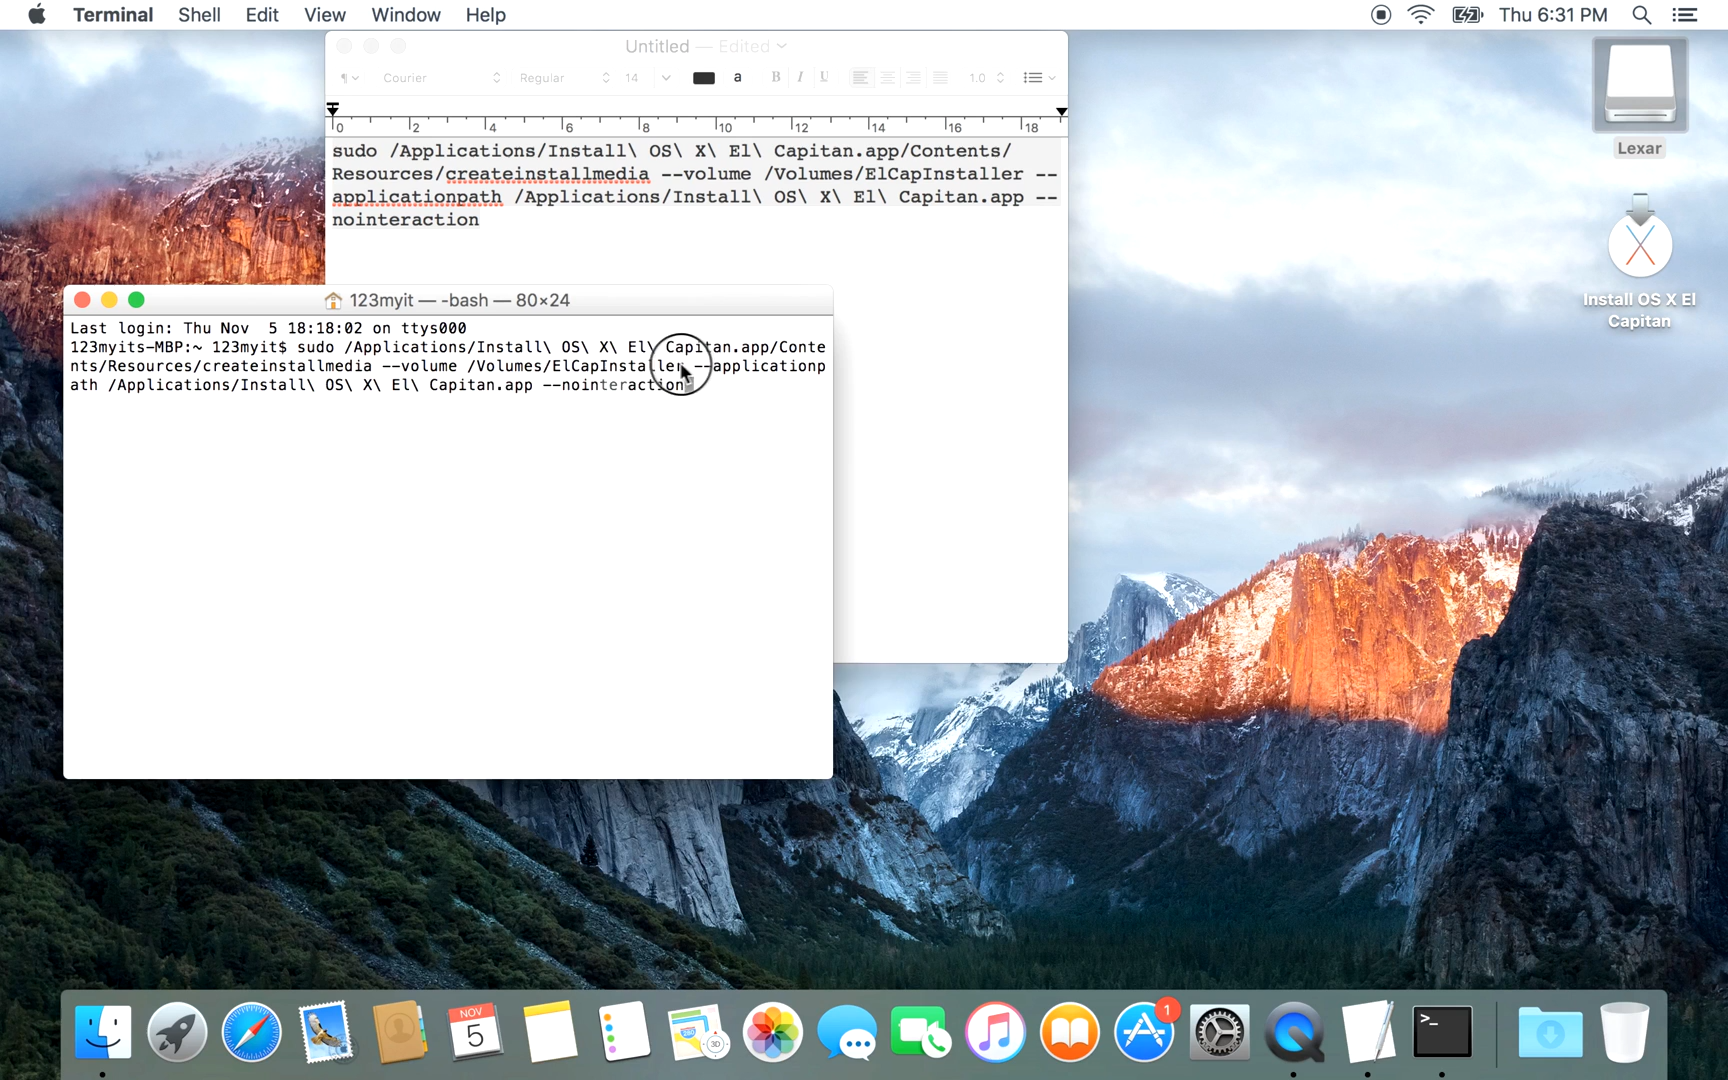 Terminal Shell Edit View Window Help Thu 6:31 PM
Untitled — Edited
¶ Courier Regular 14 a B I U 1.0
0 2 4 6 8 10 12 14 16 18
sudo /Applications/Install\ OS\ X\ El\ Capitan.app/Contents/
Resources/createinstallmedia --volume /Volumes/ElCapInstaller --
applicationpath /Applications/Install\ OS\ X\ El\ Capitan.app --
nointeraction
Lexar
Install OS X El
Capitan
123myit — -bash — 80×24
Last login: Thu Nov  5 18:18:02 on ttys000
123myits-MBP:~ 123myit$ sudo /Applications/Install\ OS\ X\ El\ Capitan.app/Conte
nts/Resources/createinstallmedia --volume /Volumes/ElCapInstaller --applicationp
ath /Applications/Install\ OS\ X\ El\ Capitan.app --nointeraction
NOV
5
3D
1
>_